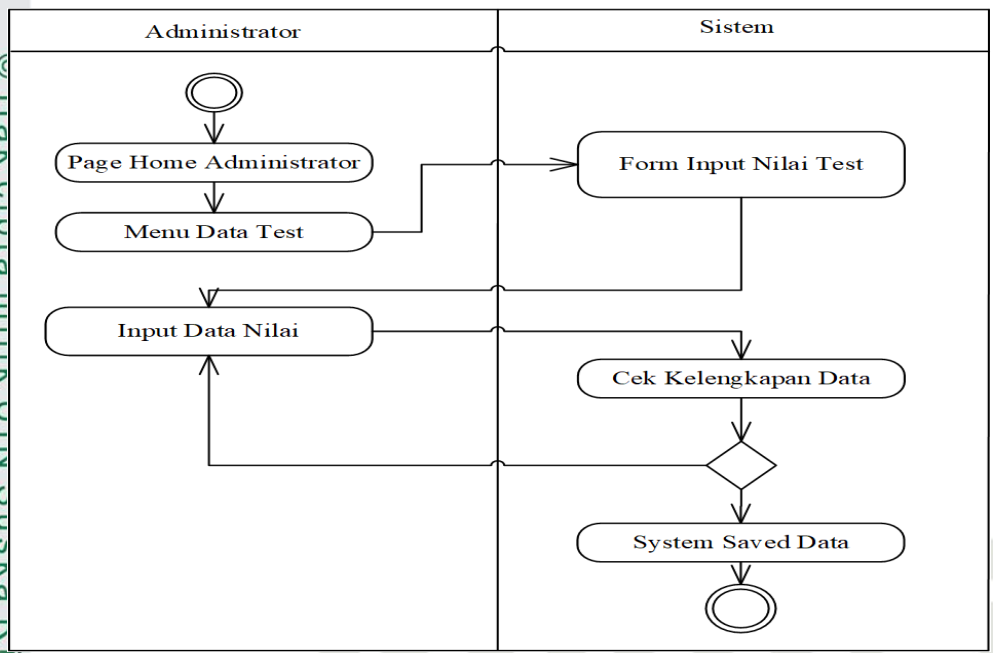 Administrator
Sistem
Page Home Administrator
Form Input Nilai Test
Menu Data Test
Input Data Nilai
Cek Kelengkapan Data
System Saved Data